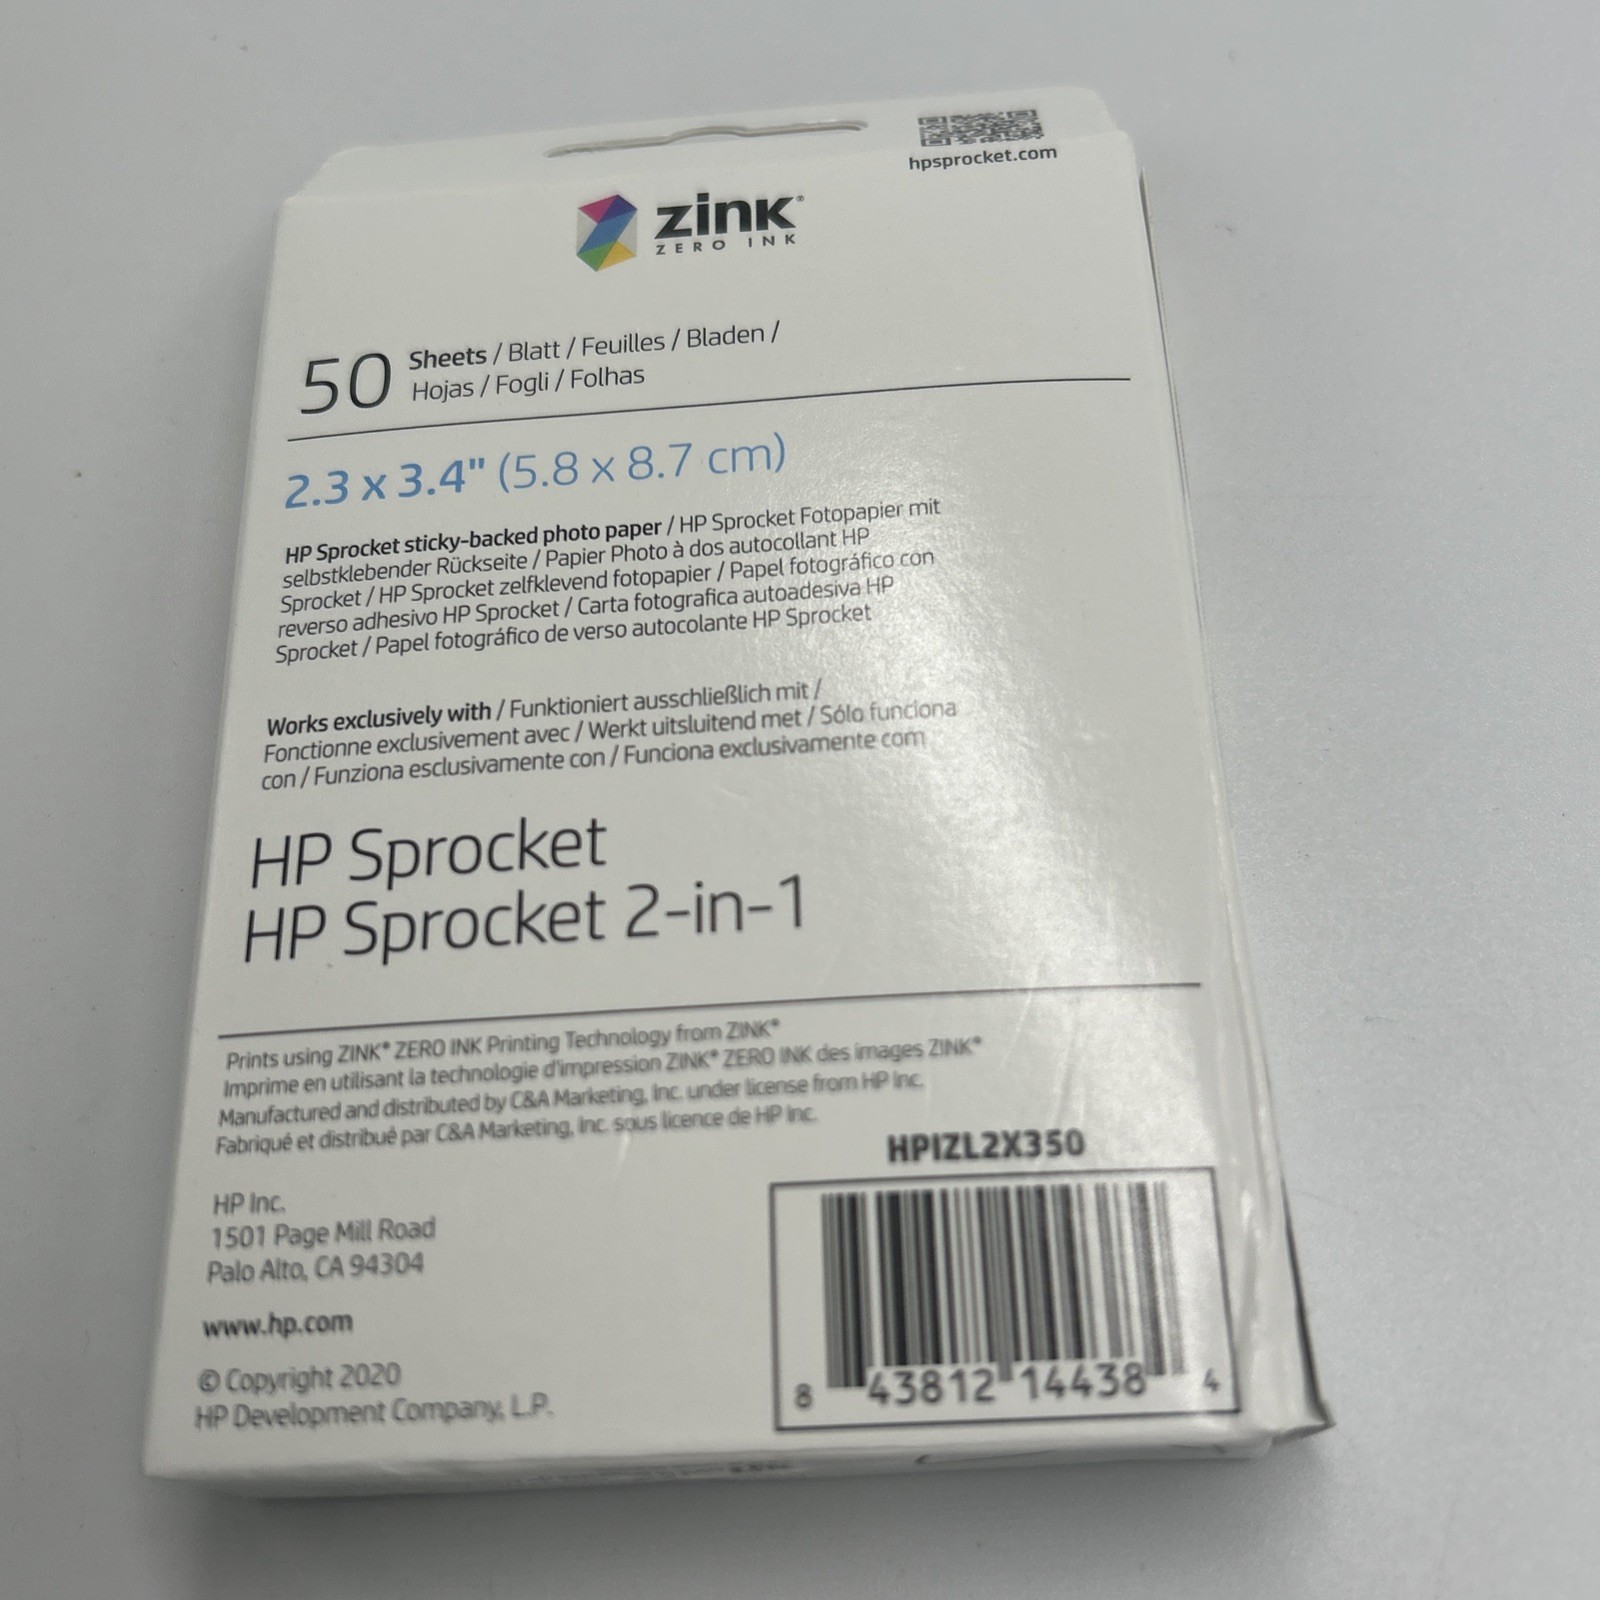 hpsprocket.com
zink®
ZERO INK
50 Sheets / Blatt / Feuilles / Bladen /
Hojas / Fogli / Folhas
2.3 x 3.4" (5.8 x 8.7 cm)
HP Sprocket sticky-backed photo paper / HP Sprocket Fotopapier mit
selbstklebender Rückseite / Papier Photo à dos autocollant HP
Sprocket / HP Sprocket zelfklevend fotopapier / Papel fotográfico con
reverso adhesivo HP Sprocket / Carta fotografica autoadesiva HP
Sprocket / Papel fotográfico de verso autocolante HP Sprocket
Works exclusively with / Funktioniert ausschließlich mit /
Fonctionne exclusivement avec / Werkt uitsluitend met / Sólo funciona
con / Funziona esclusivamente con / Funciona exclusivamente com
HP Sprocket
HP Sprocket 2-in-1
Prints using ZINK® ZERO INK Printing Technology from ZINK®
Imprime en utilisant la technologie d'impression ZINK® ZERO INK des images ZINK®
Manufactured and distributed by C&A Marketing, Inc. under license from HP Inc.
Fabriqué et distribué par C&A Marketing, Inc. sous licence de HP Inc.
HPIZL2X350
HP Inc.
1501 Page Mill Road
Palo Alto, CA 94304
www.hp.com
© Copyright 2020
HP Development Company, L.P.
8 43812 14438 4